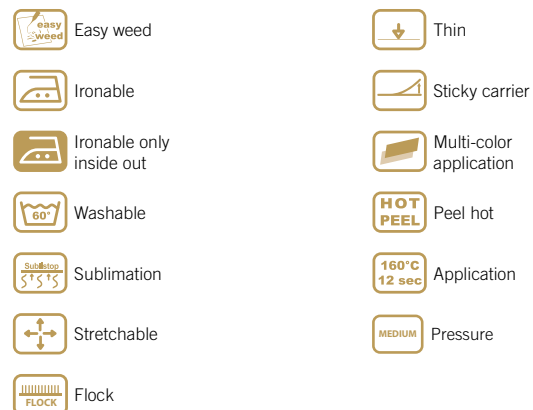 easy
weed
Easy weed
Ironable
Ironable only
inside out
60°
Washable
Substop
Sublimation
Stretchable
FLOCK
Flock
Thin
Sticky carrier
Multi-color
application
HOT
PEEL
Peel hot
160°C
12 sec
Application
MEDIUM
Pressure